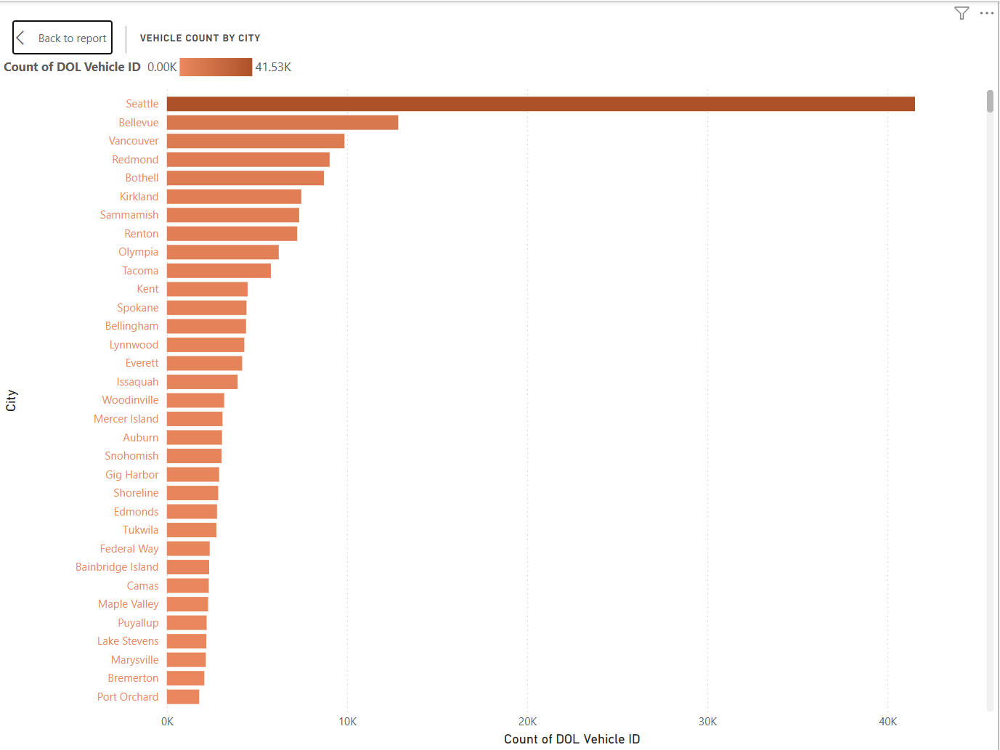 Back to report
VEHICLE COUNT BY CITY
Count of DOL Vehicle ID 0.00K 41.53K
City
Seattle
Bellevue
Vancouver
Redmond
Bothell
Kirkland
Sammamish
Renton
Olympia
Tacoma
Kent
Spokane
Bellingham
Lynnwood
Everett
Issaquah
Woodinville
Mercer Island
Auburn
Snohomish
Gig Harbor
Shoreline
Edmonds
Tukwila
Federal Way
Bainbridge Island
Camas
Maple Valley
Puyallup
Lake Stevens
Marysville
Bremerton
Port Orchard
0K 10K 20K 30K 40K
Count of DOL Vehicle ID